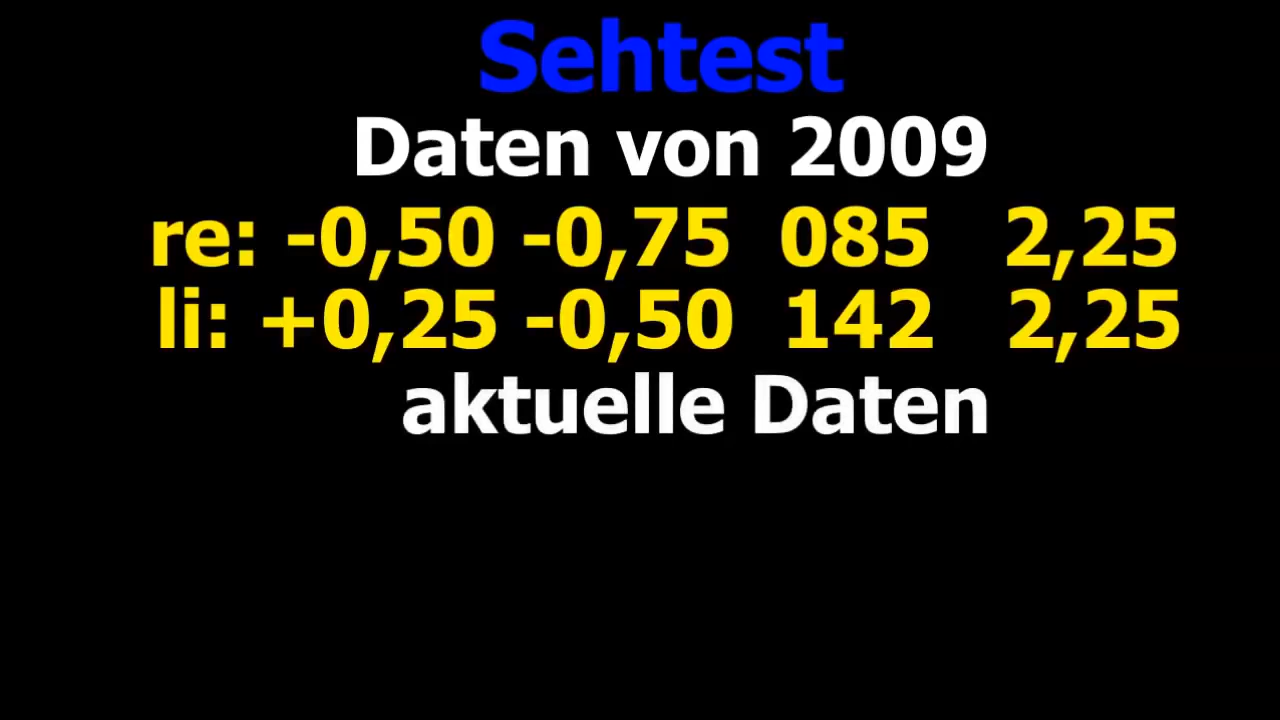 Sehtest
Daten von 2009
re: -0,50 -0,75 085 2,25
li: +0,25 -0,50 142 2,25
aktuelle Daten